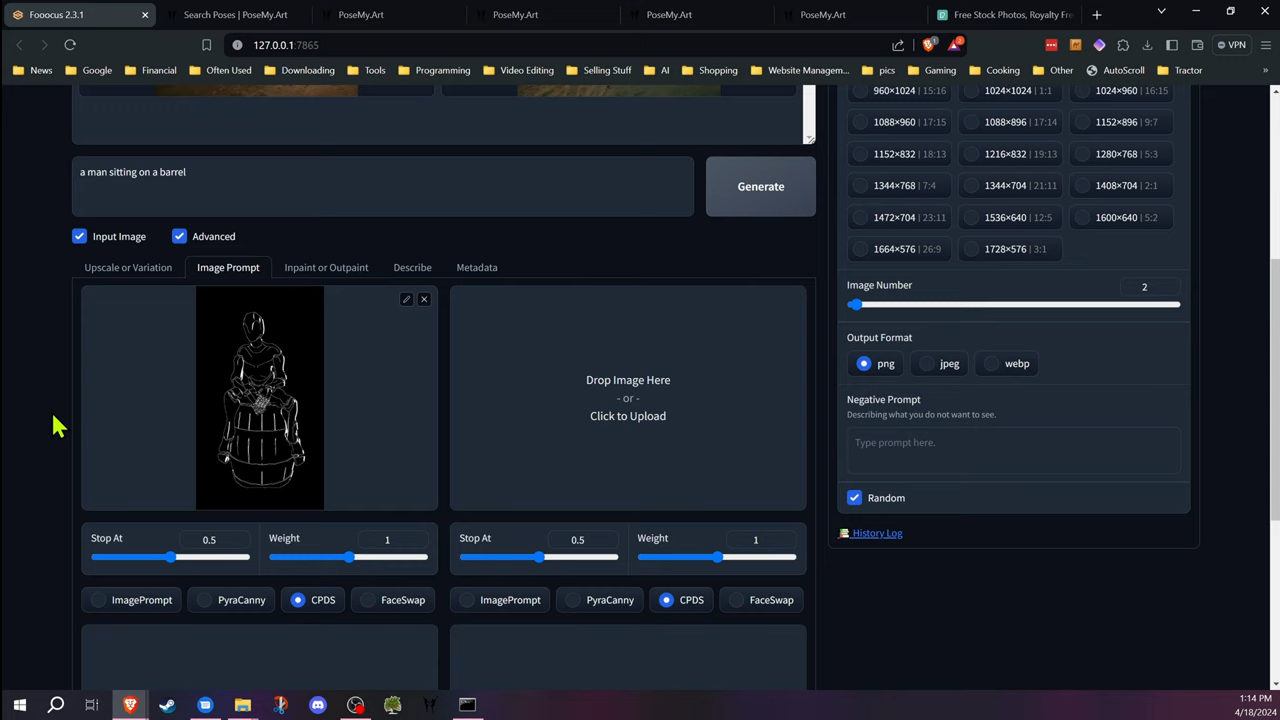 Fooocus 2.3.1
Search Poses | PoseMy.Art
PoseMy.Art
PoseMy.Art
PoseMy.Art
PoseMy.Art
Free Stock Photos, Royalty Fre
127.0.0.1:7865
VPN
News
Google
Financial
Often Used
Downloading
Tools
Programming
Video Editing
Selling Stuff
AI
Shopping
Website Managem...
pics
Gaming
Cooking
Other
AutoScroll
Tractor
a man sitting on a barrel
Generate
Input Image
Advanced
Upscale or Variation
Image Prompt
Inpaint or Outpaint
Describe
Metadata
Drop Image Here
- or -
Click to Upload
Stop At
0.5
Weight
1
Stop At
0.5
Weight
1
ImagePrompt
PyraCanny
CPDS
FaceSwap
ImagePrompt
PyraCanny
CPDS
FaceSwap
960×1024 | 15:16
1024×1024 | 1:1
1024×960 | 16:15
1088×960 | 17:15
1088×896 | 17:14
1152×896 | 9:7
1152×832 | 18:13
1216×832 | 19:13
1280×768 | 5:3
1344×768 | 7:4
1344×704 | 21:11
1408×704 | 2:1
1472×704 | 23:11
1536×640 | 12:5
1600×640 | 5:2
1664×576 | 26:9
1728×576 | 3:1
Image Number
2
Output Format
png
jpeg
webp
Negative Prompt
Describing what you do not want to see.
Type prompt here.
Random
History Log
1:14 PM
4/18/2024